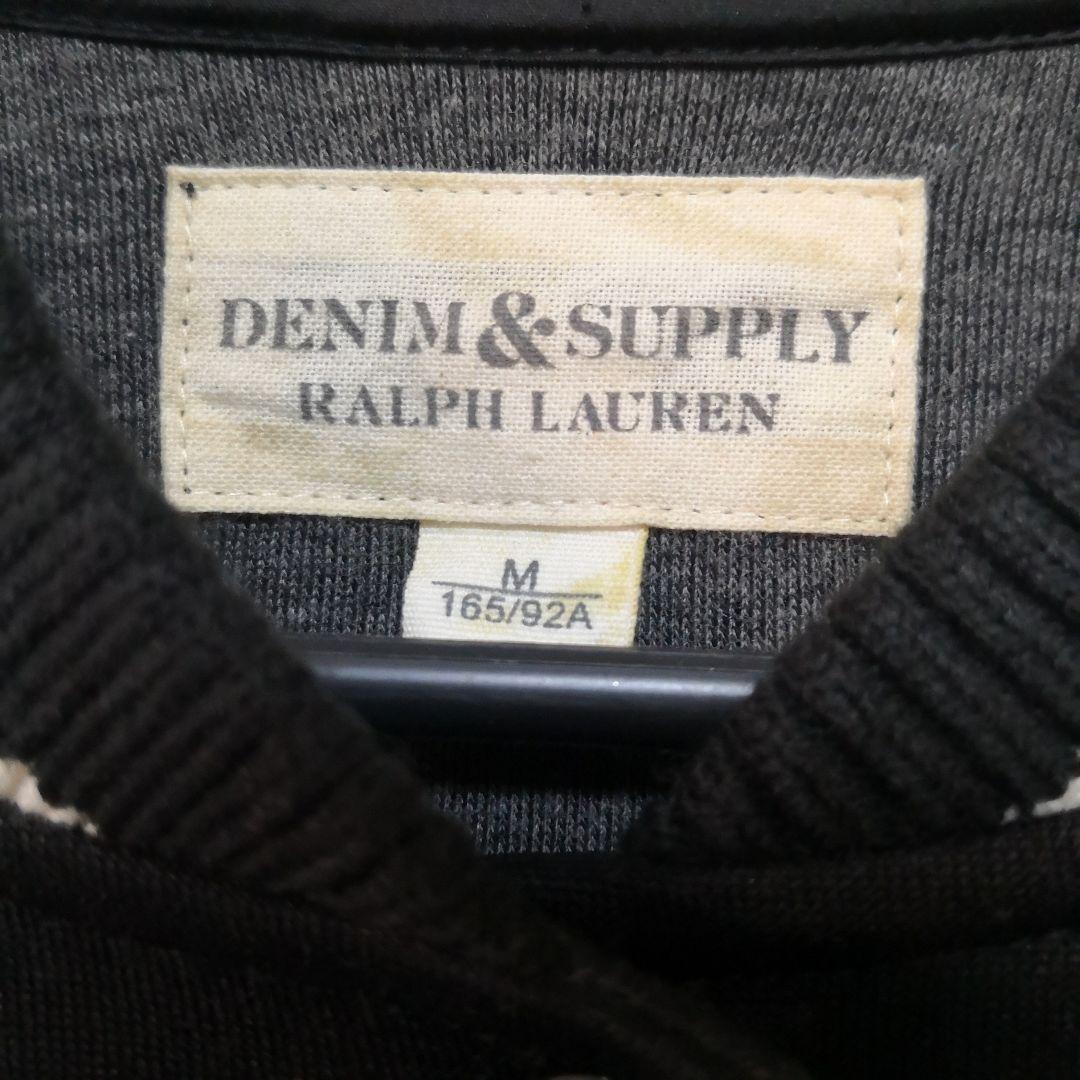 DENIM & SUPPLY
RALPH LAUREN
M
165/92A